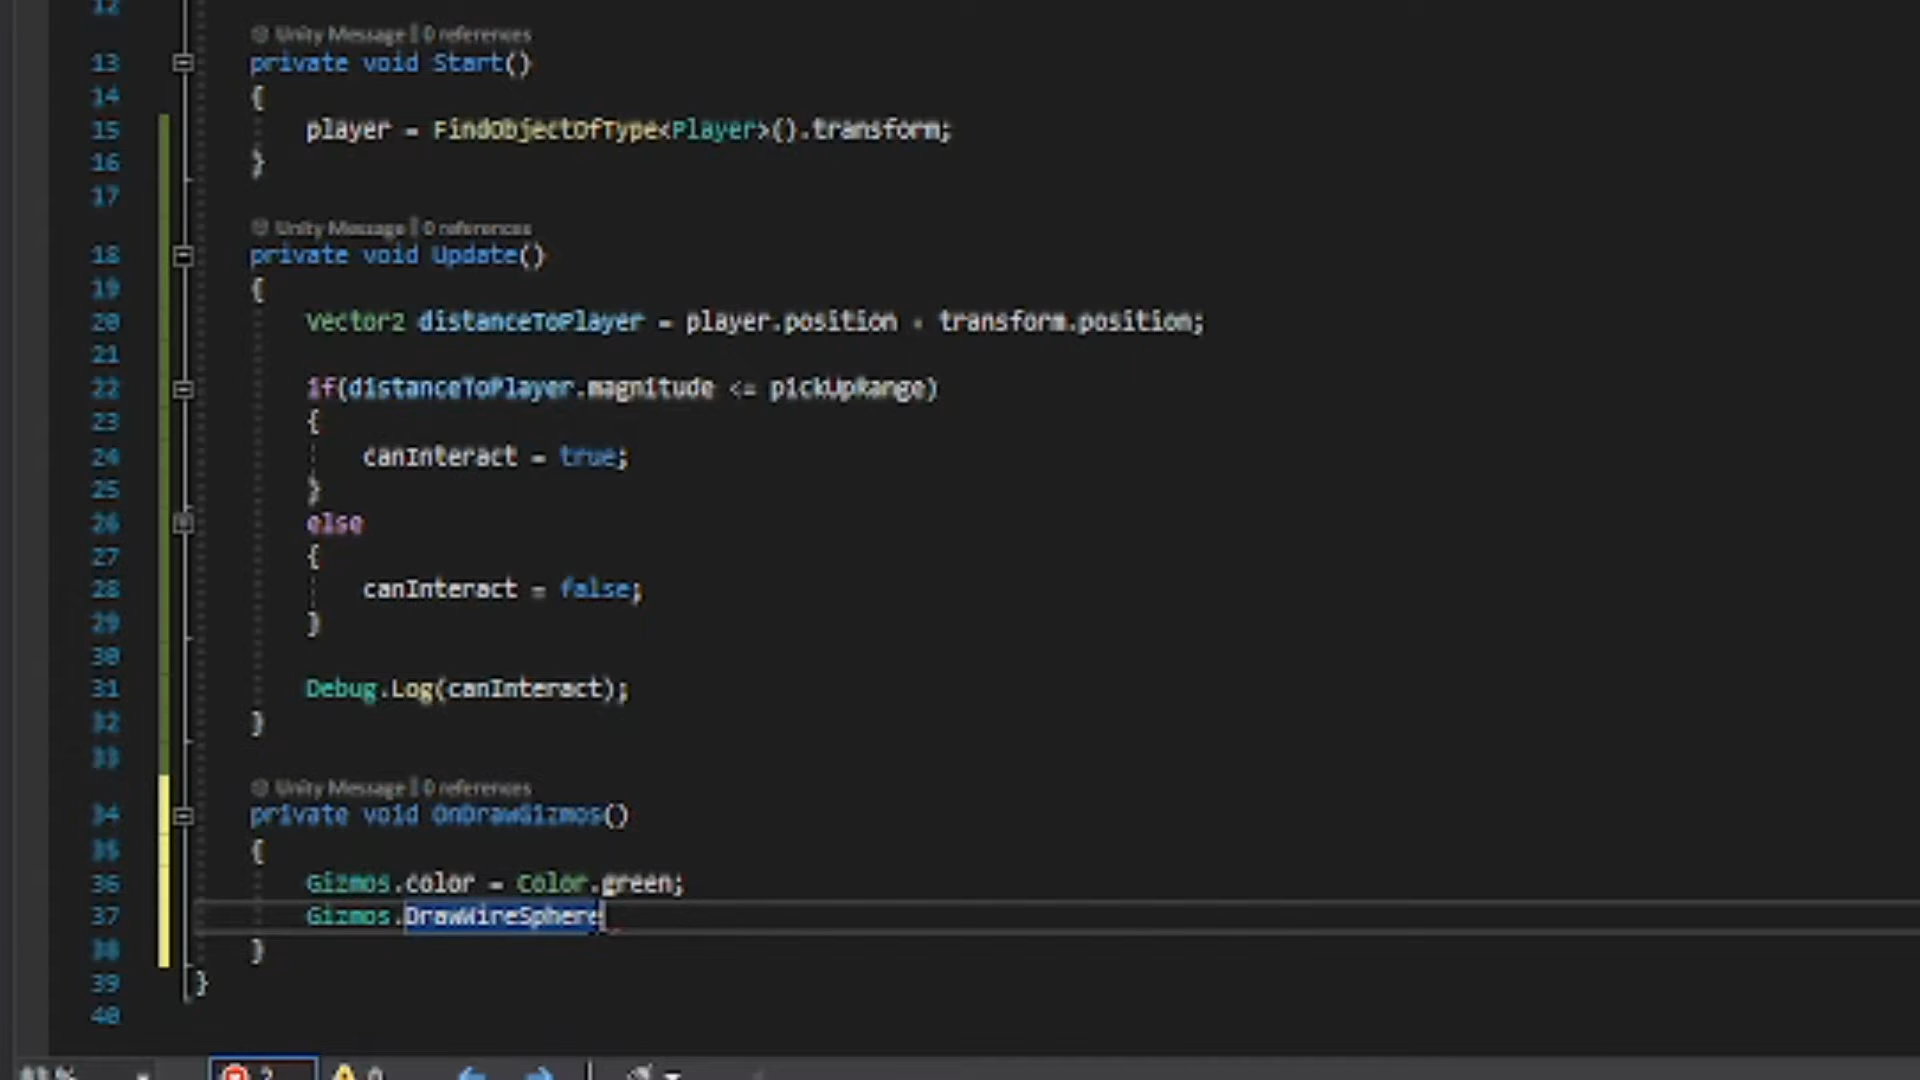 12
Unity Message | 0 references
13 private void Start()
14 {
15 player = FindObjectOfType<Player>().transform;
16 }
17
Unity Message | 0 references
18 private void Update()
19 {
20 Vector2 distanceToPlayer = player.position - transform.position;
21
22 if(distanceToPlayer.magnitude <= pickUpRange)
23 {
24 canInteract = true;
25 }
26 else
27 {
28 canInteract = false;
29 }
30
31 Debug.Log(canInteract);
32 }
33
Unity Message | 0 references
34 private void OnDrawGizmos()
35 {
36 Gizmos.color = Color.green;
37 Gizmos.DrawWireSphere
38 }
39 }
40
2 0